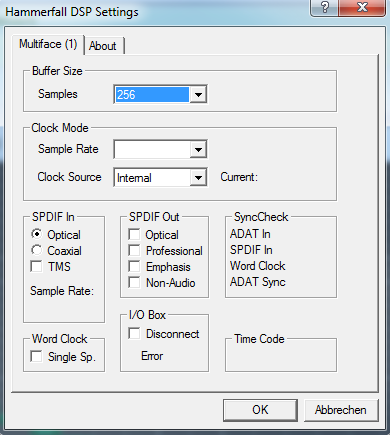 Hammerfall DSP Settings
Multiface (1)
About
Buffer Size
Samples
256
Clock Mode
Sample Rate
Clock Source
Internal
Current:
SPDIF In
Optical
Coaxial
TMS
Sample Rate:
SPDIF Out
Optical
Professional
Emphasis
Non-Audio
SyncCheck
ADAT In
SPDIF In
Word Clock
ADAT Sync
Word Clock
Single Sp.
I/O Box
Disconnect
Error
Time Code
OK
Abbrechen